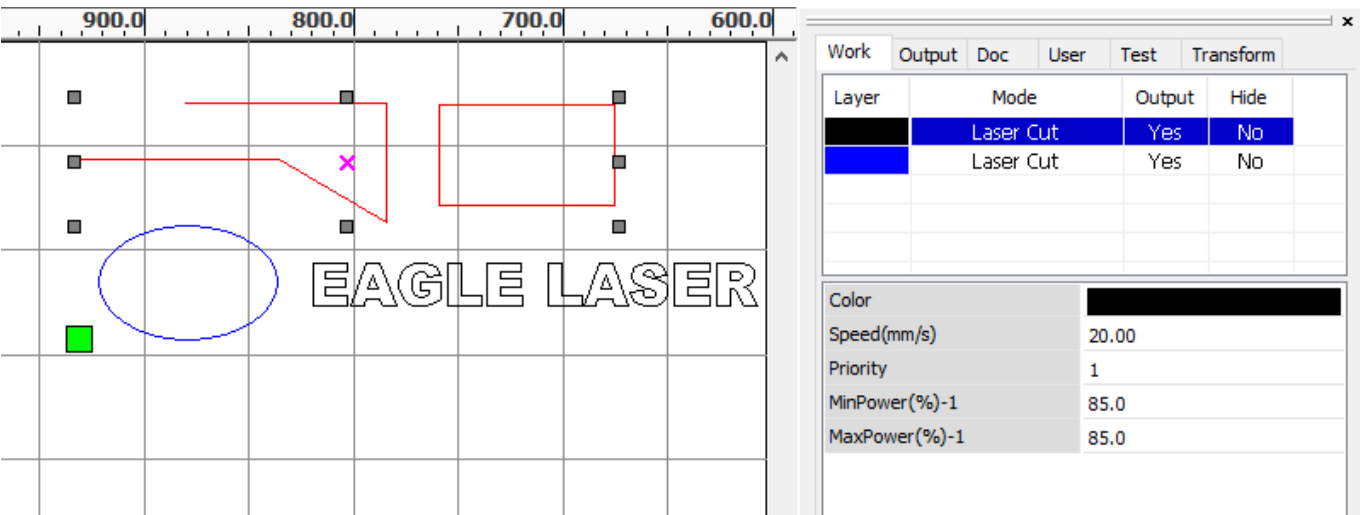 900.0 800.0 700.0 600.0
EAGLE LASER
Work Output Doc User Test Transform
Layer Mode Output Hide
Laser Cut Yes No
Laser Cut Yes No
Color
Speed(mm/s) 20.00
Priority 1
MinPower(%)-1 85.0
MaxPower(%)-1 85.0